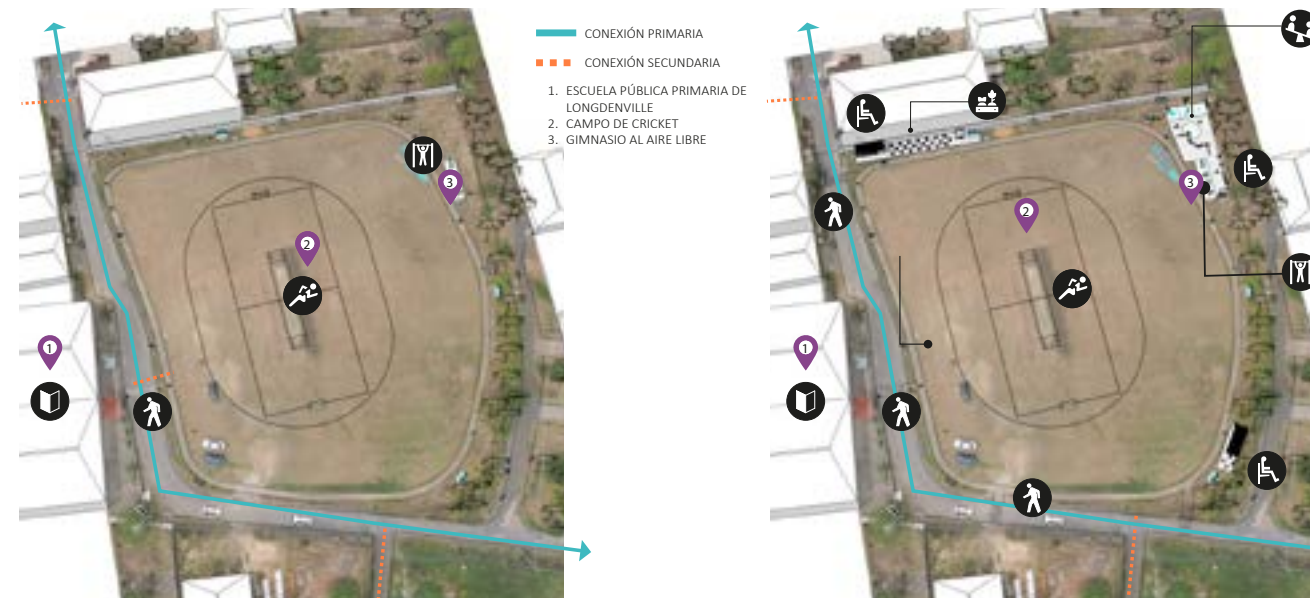 CONEXIÓN PRIMARIA
CONEXIÓN SECUNDARIA
1. ESCUELA PÚBLICA PRIMARIA DE
LONGDENVILLE
2. CAMPO DE CRICKET
3. GIMNASIO AL AIRE LIBRE
3
2
1
3
2
1